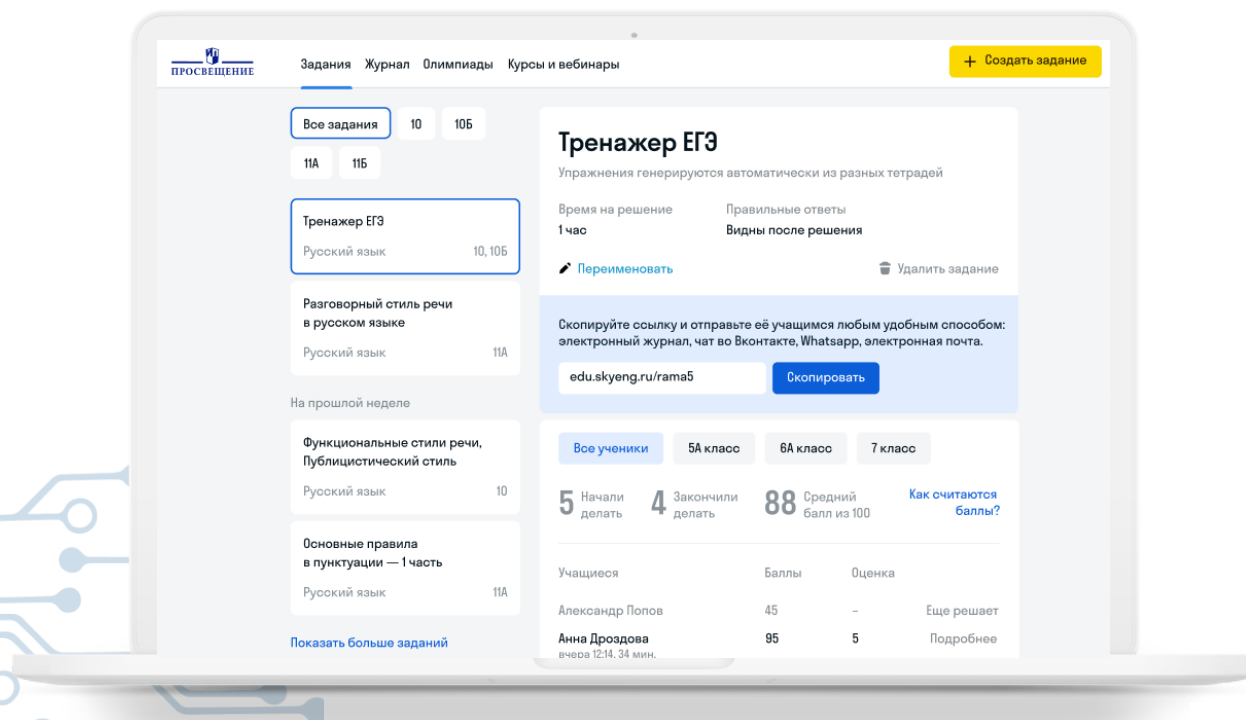 ПРОСВЕЩЕНИЕ
Задания Журнал Олимпиады Курсы и вебинары
+ Создать задание
Все задания 10 10Б
11А 11Б
Тренажер ЕГЭ
Русский язык 10, 10Б
Разговорный стиль речи
в русском языке
Русский язык 11А
На прошлой неделе
Функциональные стили речи,
Публицистический стиль
Русский язык 10
Основные правила
в пунктуации — 1 часть
Русский язык 11А
Показать больше заданий
Тренажер ЕГЭ
Упражнения генерируются автоматически из разных тетрадей
Время на решение Правильные ответы
1 час Видны после решения
Переименовать Удалить задание
Скопируйте ссылку и отправьте её учащимся любым удобным способом:
электронный журнал, чат во Вконтакте, Whatsapp, электронная почта.
edu.skyeng.ru/rama5 Скопировать
Все ученики 5А класс 6А класс 7 класс
5 Начали делать 4 Закончили делать 88 Средний балл из 100 Как считаются баллы?
Учащиеся Баллы Оценка
Александр Попов 45 – Еще решает
Анна Дроздова 95 5 Подробнее
вчера 12:14, 34 мин.